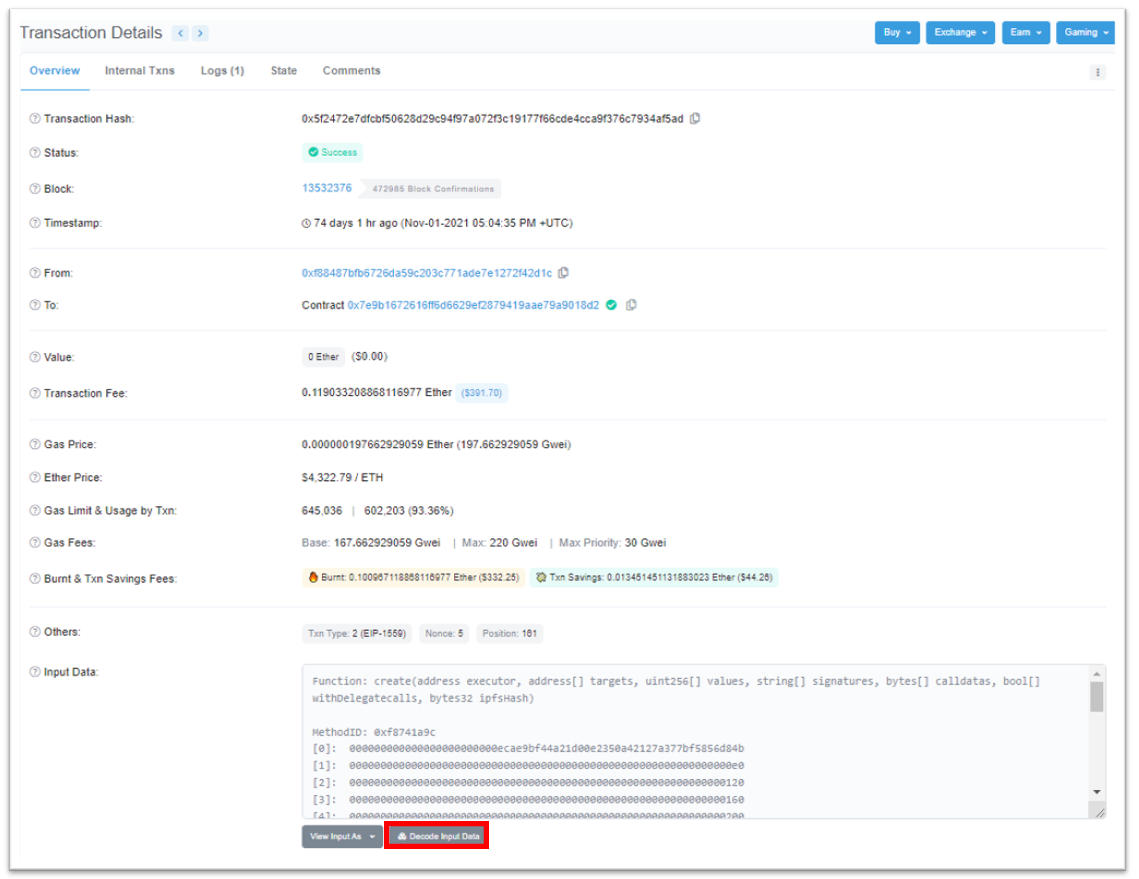 Transaction Details < >
Buy Exchange Earn Gaming
Overview Internal Txns Logs (1) State Comments
Transaction Hash: 0x5f2472e7dfcbf50628d29c94f97a072f3c19177f66cde4cca9f376c7934af5ad
Status: Success
Block: 13532376 472985 Block Confirmations
Timestamp: 74 days 1 hr ago (Nov-01-2021 05:04:35 PM +UTC)
From: 0xf88487bfb6726da59c203c771ade7e1272f42d1c
To: Contract 0x7e9b1672616ff6d6629ef2879419aae79a9018d2
Value: 0 Ether ($0.00)
Transaction Fee: 0.119033208868116977 Ether ($391.70)
Gas Price: 0.000000197662929059 Ether (197.662929059 Gwei)
Ether Price: $4,322.79 / ETH
Gas Limit & Usage by Txn: 645,036 | 602,203 (93.36%)
Gas Fees: Base: 167.662929059 Gwei | Max: 220 Gwei | Max Priority: 30 Gwei
Burnt & Txn Savings Fees: Burnt: 0.100967118868116977 Ether ($332.25) Txn Savings: 0.013451451131883023 Ether ($44.26)
Others: Txn Type: 2 (EIP-1559) Nonce: 5 Position: 161
Input Data:
Function: create(address executor, address[] targets, uint256[] values, string[] signatures, bytes[] calldatas, bool[]
withDelegatecalls, bytes32 ipfsHash)
MethodID: 0xf8741a9c
[0]: 000000000000000000000000ecae9bf44a21d00e2350a42127a377bf5856d84b
[1]: 00000000000000000000000000000000000000000000000000000000000000e0
[2]: 0000000000000000000000000000000000000000000000000000000000000120
[3]: 0000000000000000000000000000000000000000000000000000000000000160
[4]: 0000000000000000000000000000000000000000000000000000000000000200
View Input As Decode Input Data